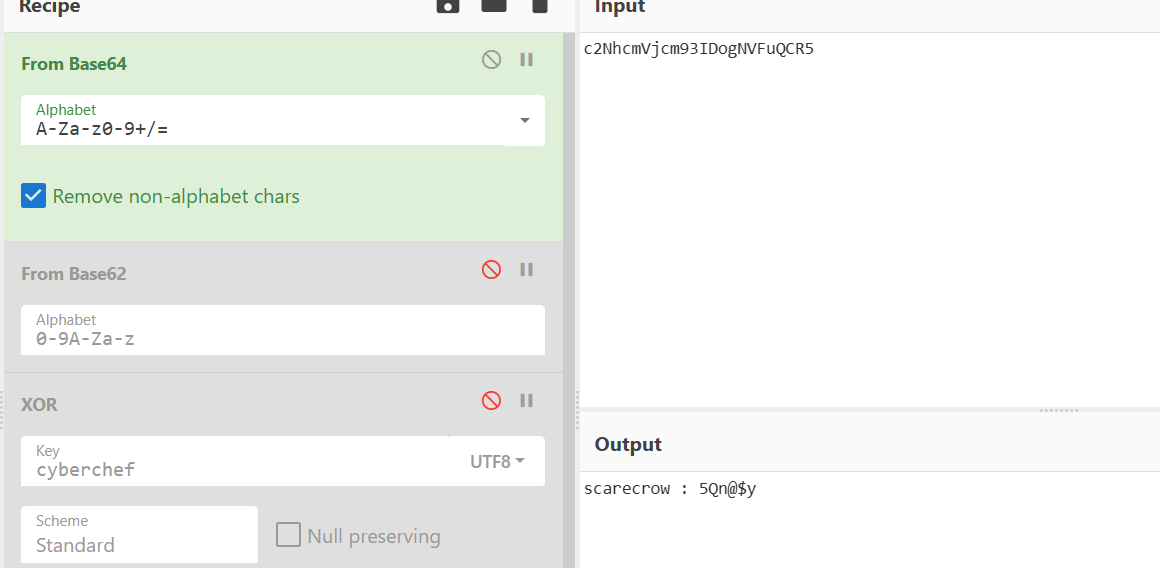 Recipe
From Base64
Alphabet
A-Za-z0-9+/=
Remove non-alphabet chars
From Base62
Alphabet
0-9A-Za-z
XOR
Key
cyberchef
UTF8
Scheme
Standard
Null preserving
Input
c2NhcmVjcm93IDogNVFuQCR5
Output
scarecrow : 5Qn@$y